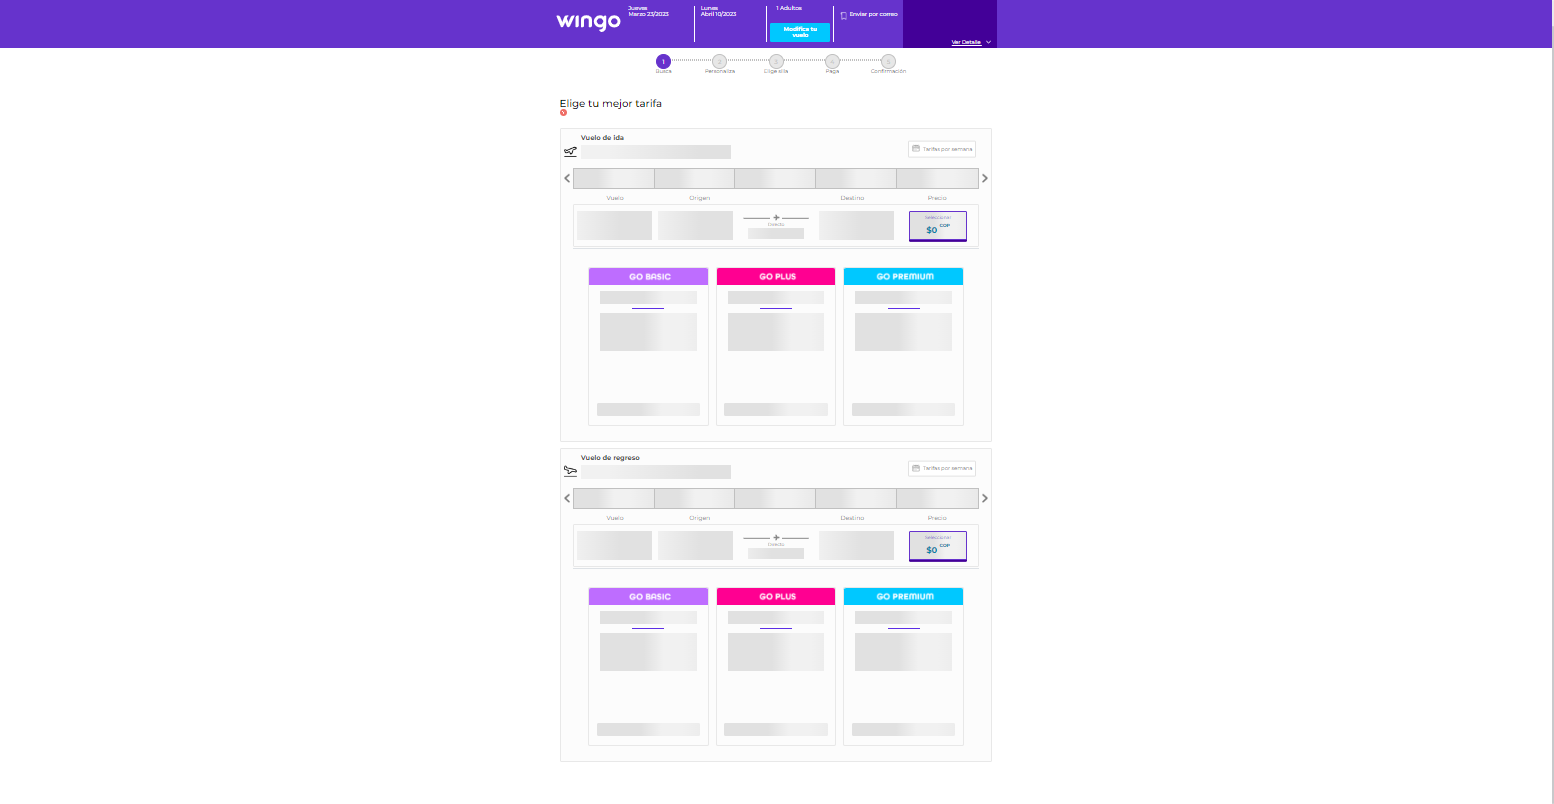 wingo
Jueves
Marzo 23/2023
Lunes
Abril 10/2023
1 Adultos
Modifica tu
vuelo
Enviar por correo
Ver Detalle
1
2
3
4
5
Busca
Personaliza
Elige silla
Paga
Confirmación
Elige tu mejor tarifa
Vuelo de ida
Tarifas por semana
Vuelo
Origen
Destino
Precio
Directo
Seleccionar
$0 COP
GO BASIC
GO PLUS
GO PREMIUM
Vuelo de regreso
Tarifas por semana
Vuelo
Origen
Destino
Precio
Directo
Seleccionar
$0 COP
GO BASIC
GO PLUS
GO PREMIUM